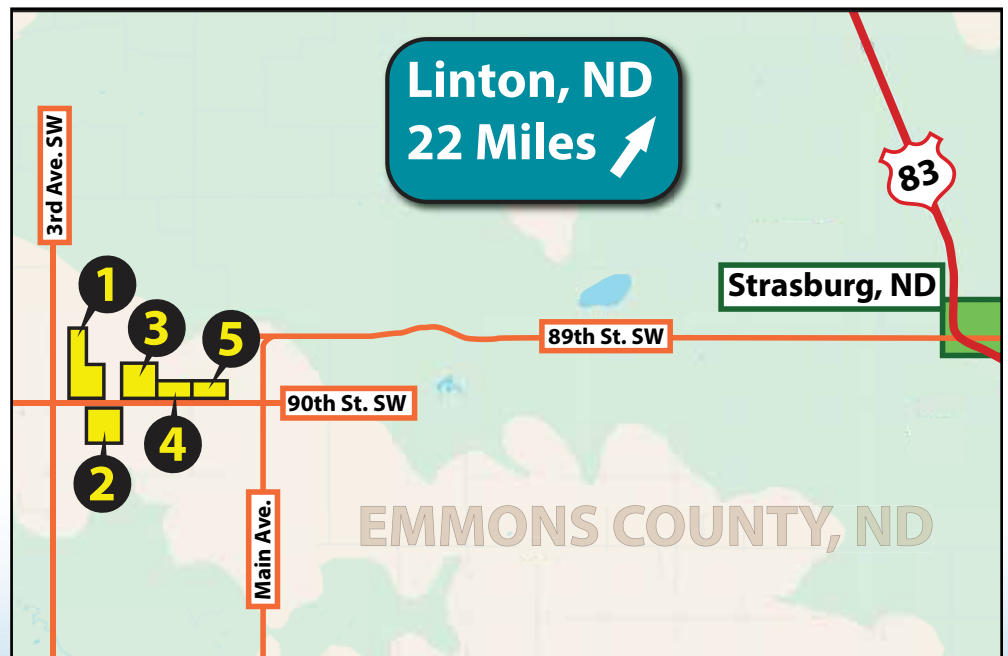 Linton, ND
22 Miles
3rd Ave. SW
83
1
Strasburg, ND
3
5
89th St. SW
90th St. SW
4
2
Main Ave.
EMMONS COUNTY, ND